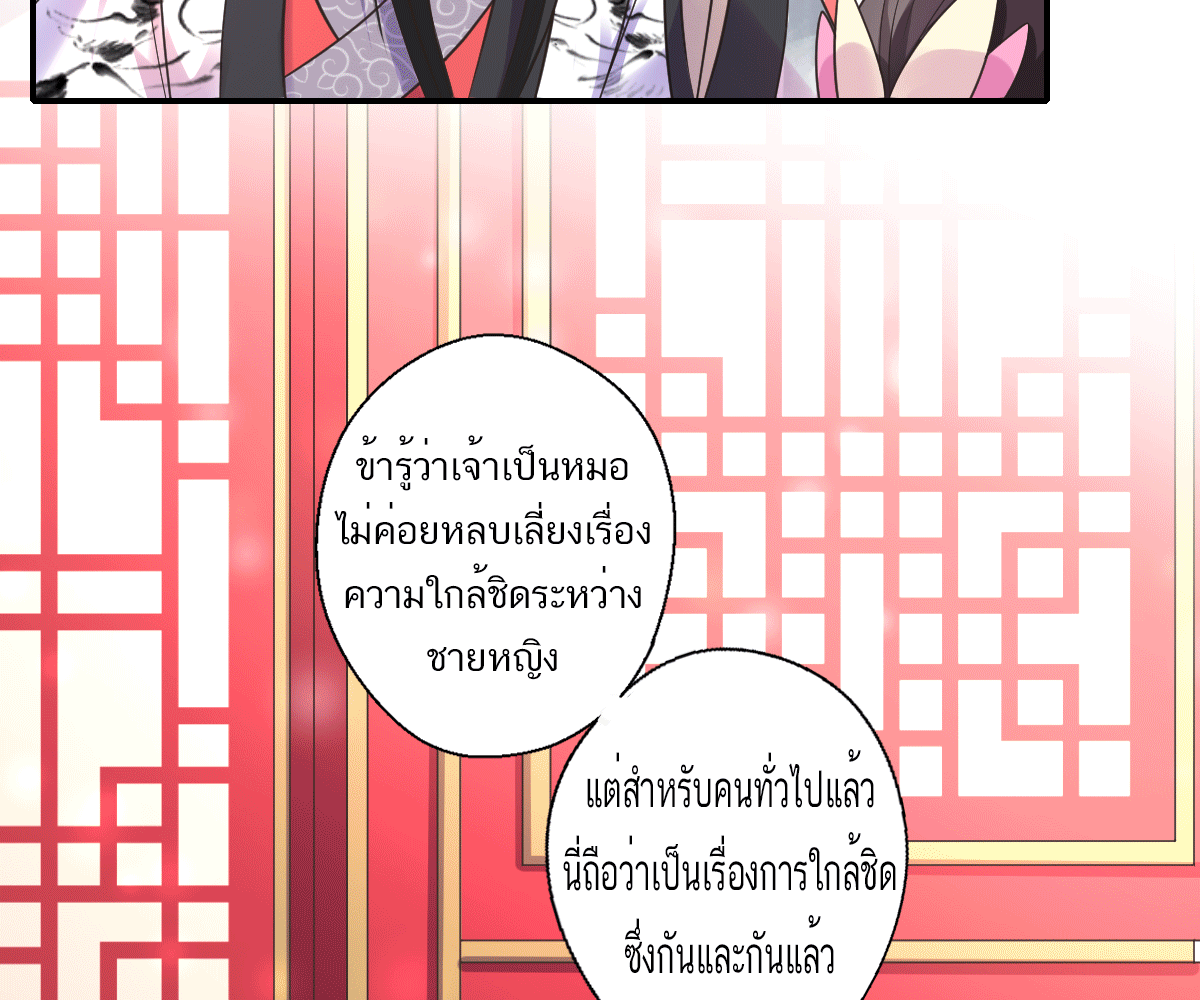 ข้ารู้ว่าเจ้าเป็นหมอ
ไม่ค่อยหลบเลี่ยงเรื่อง
ความใกล้ชิดระหว่าง
ชายหญิง
แต่สำหรับคนทั่วไปแล้ว
นี่ถือว่าเป็นเรื่องการใกล้ชิด
ซึ่งกันและกันแล้ว